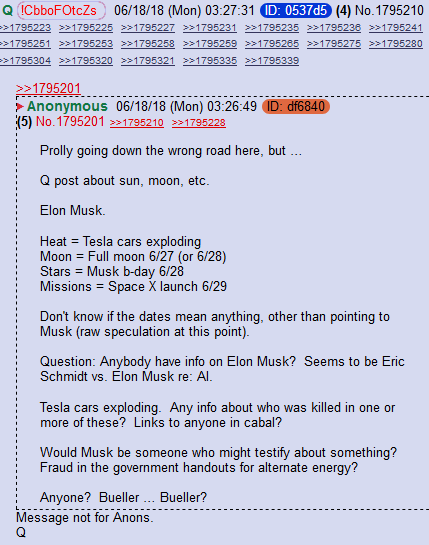 Q !CbboFOtcZs 06/18/18 (Mon) 03:27:31 ID: 0537d5 (4) No.1795210
>>1795223 >>1795225 >>1795227 >>1795231 >>1795235 >>1795236 >>1795241
>>1795251 >>1795253 >>1795258 >>1795259 >>1795265 >>1795275 >>1795280
>>1795304 >>1795320 >>1795321 >>1795335 >>1795339
>>1795201
Anonymous 06/18/18 (Mon) 03:26:49 ID: df6840
(5) No.1795201 >>1795210 >>1795228
Prolly going down the wrong road here, but ...
Q post about sun, moon, etc.
Elon Musk.
Heat = Tesla cars exploding
Moon = Full moon 6/27 (or 6/28)
Stars = Musk b-day 6/28
Missions = Space X launch 6/29
Don't know if the dates mean anything, other than pointing to
Musk (raw speculation at this point).
Question: Anybody have info on Elon Musk? Seems to be Eric
Schmidt vs. Elon Musk re: AI.
Tesla cars exploding. Any info about who was killed in one or
more of these? Links to anyone in cabal?
Would Musk be someone who might testify about something?
Fraud in the government handouts for alternate energy?
Anyone? Bueller ... Bueller?
Message not for Anons.
Q